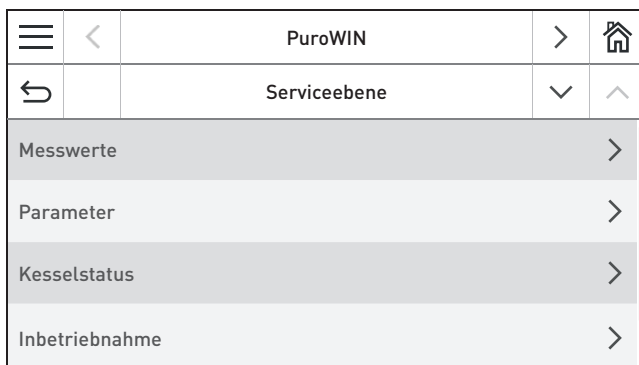 PuroWIN
Serviceebene
Messwerte
Parameter
Kesselstatus
Inbetriebnahme